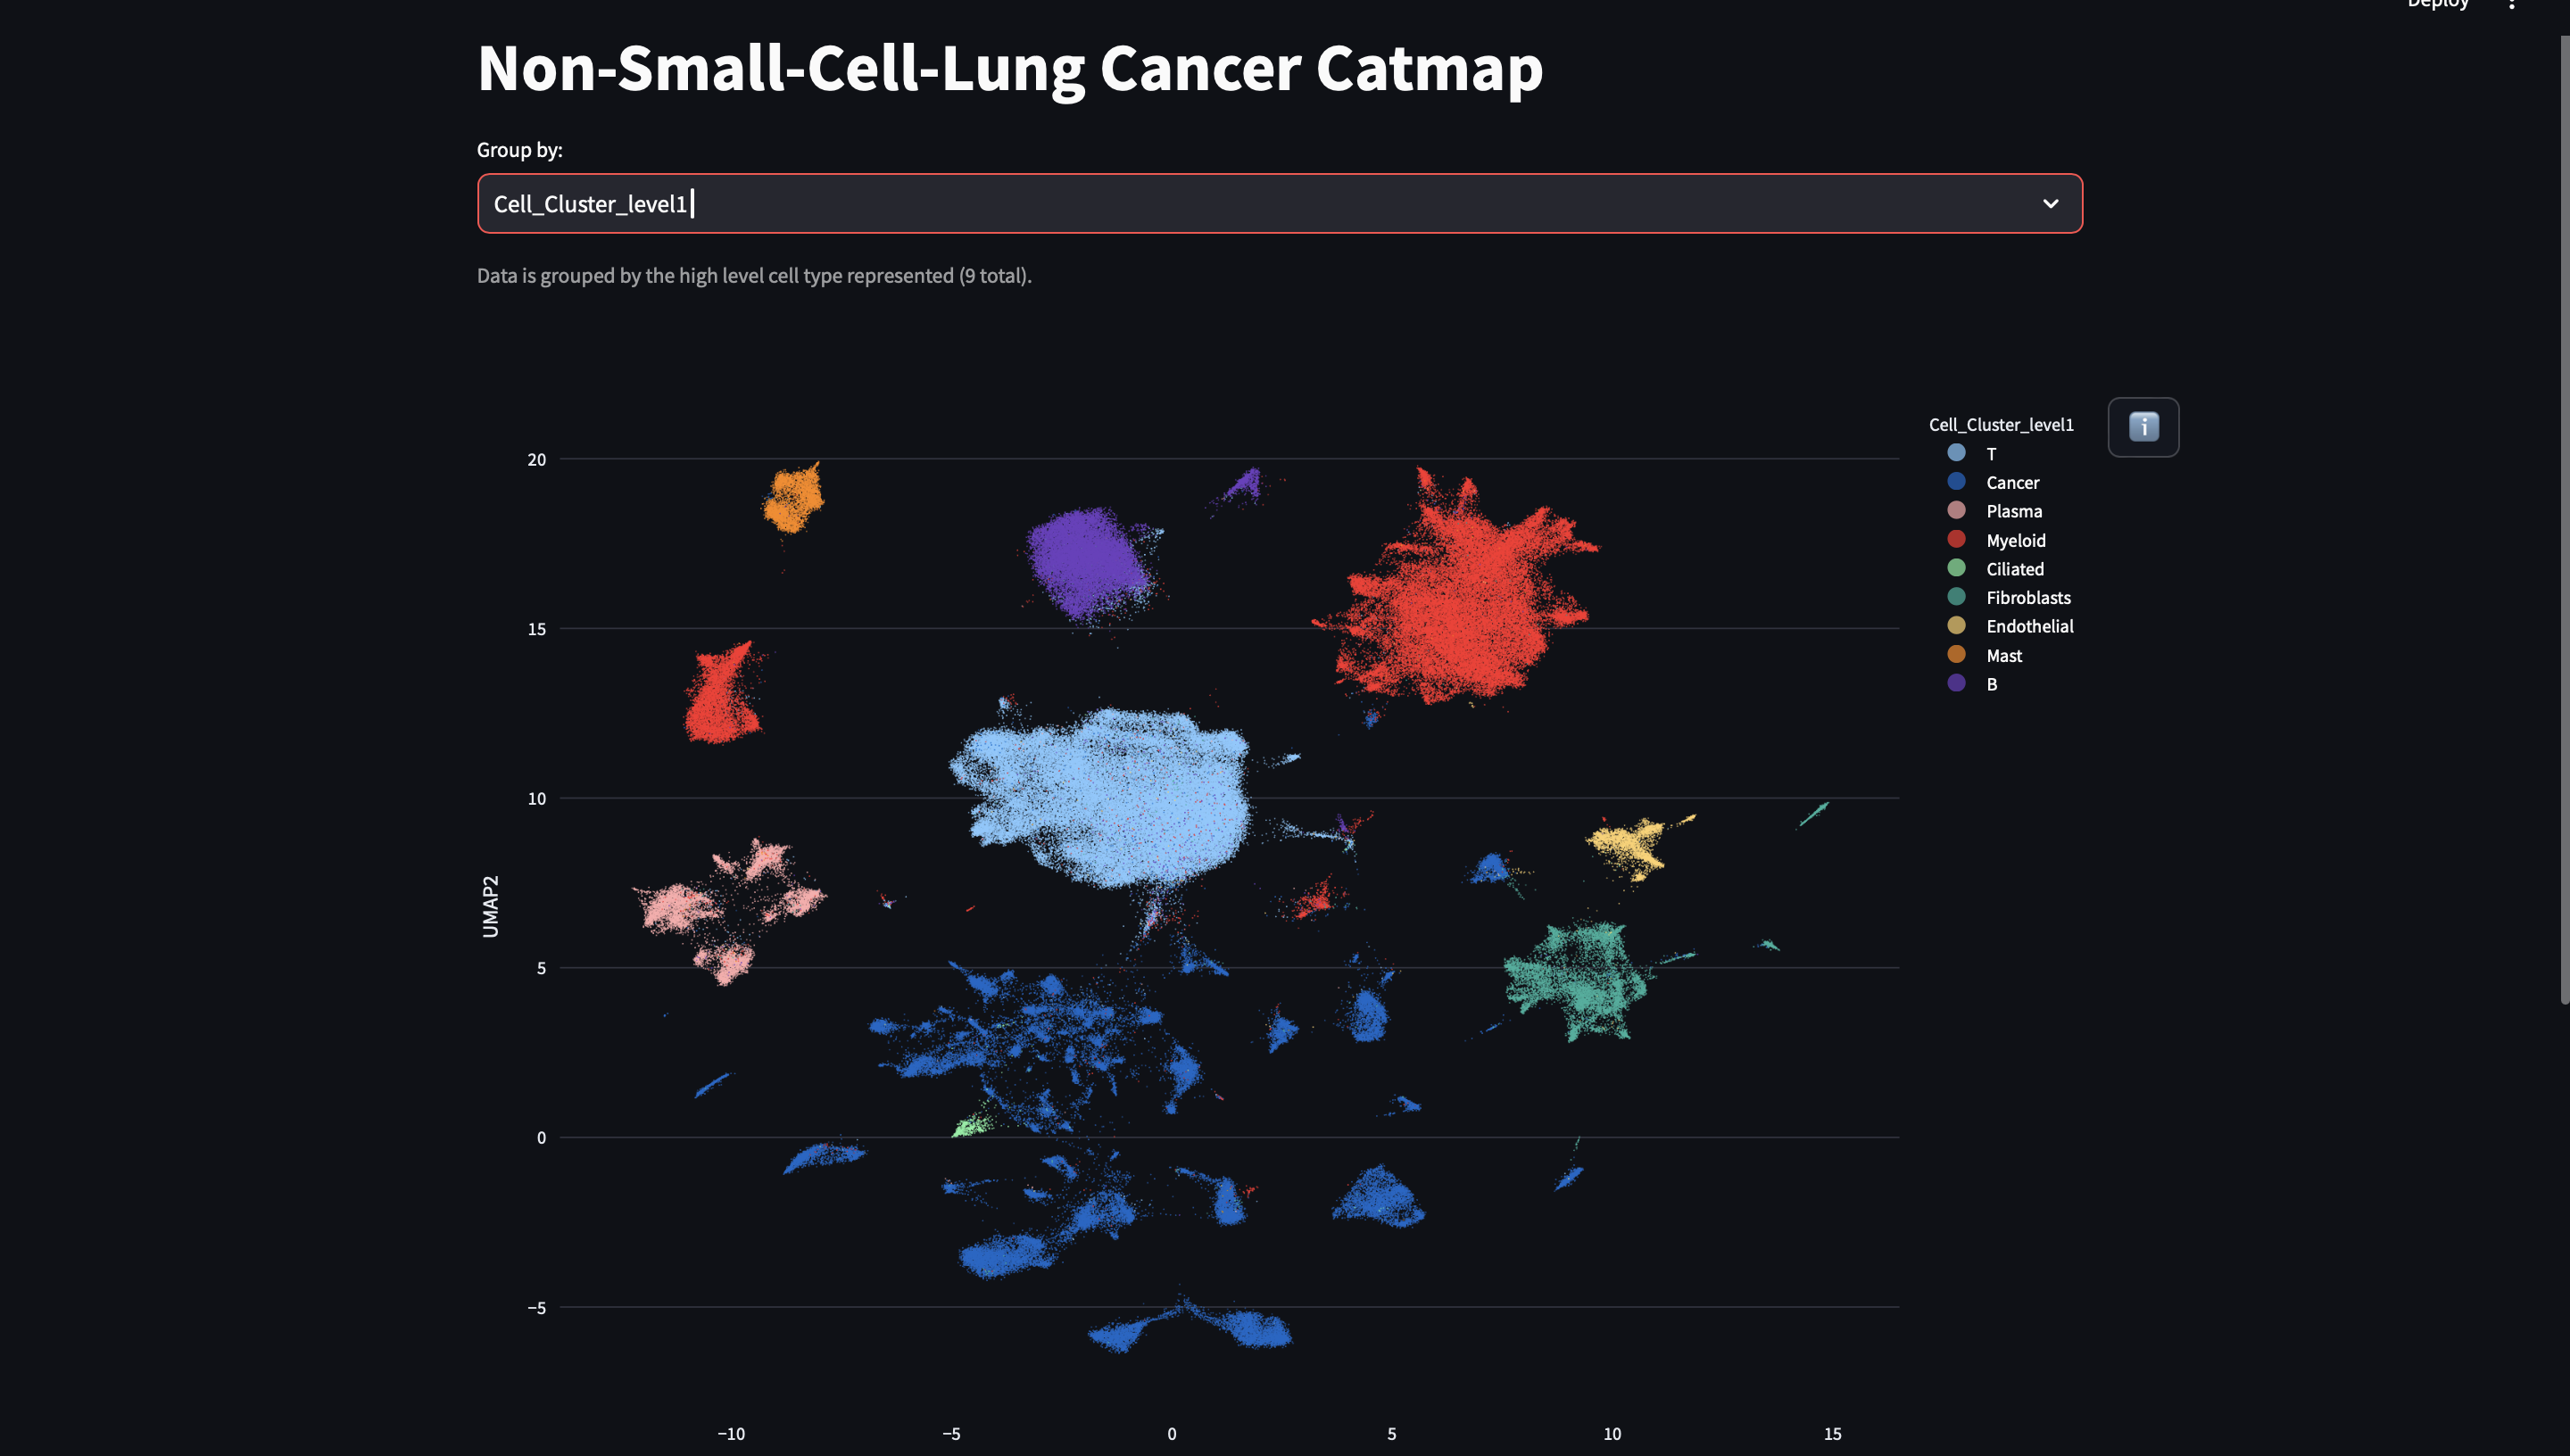 Deploy
Non-Small-Cell-Lung Cancer Catmap
Group by:
Cell_Cluster_level1
Data is grouped by the high level cell type represented (9 total).
Cell_Cluster_level1
i
T
Cancer
Plasma
Myeloid
Ciliated
Fibroblasts
Endothelial
Mast
B
20
15
10
5
0
−5
UMAP2
−10
−5
0
5
10
15